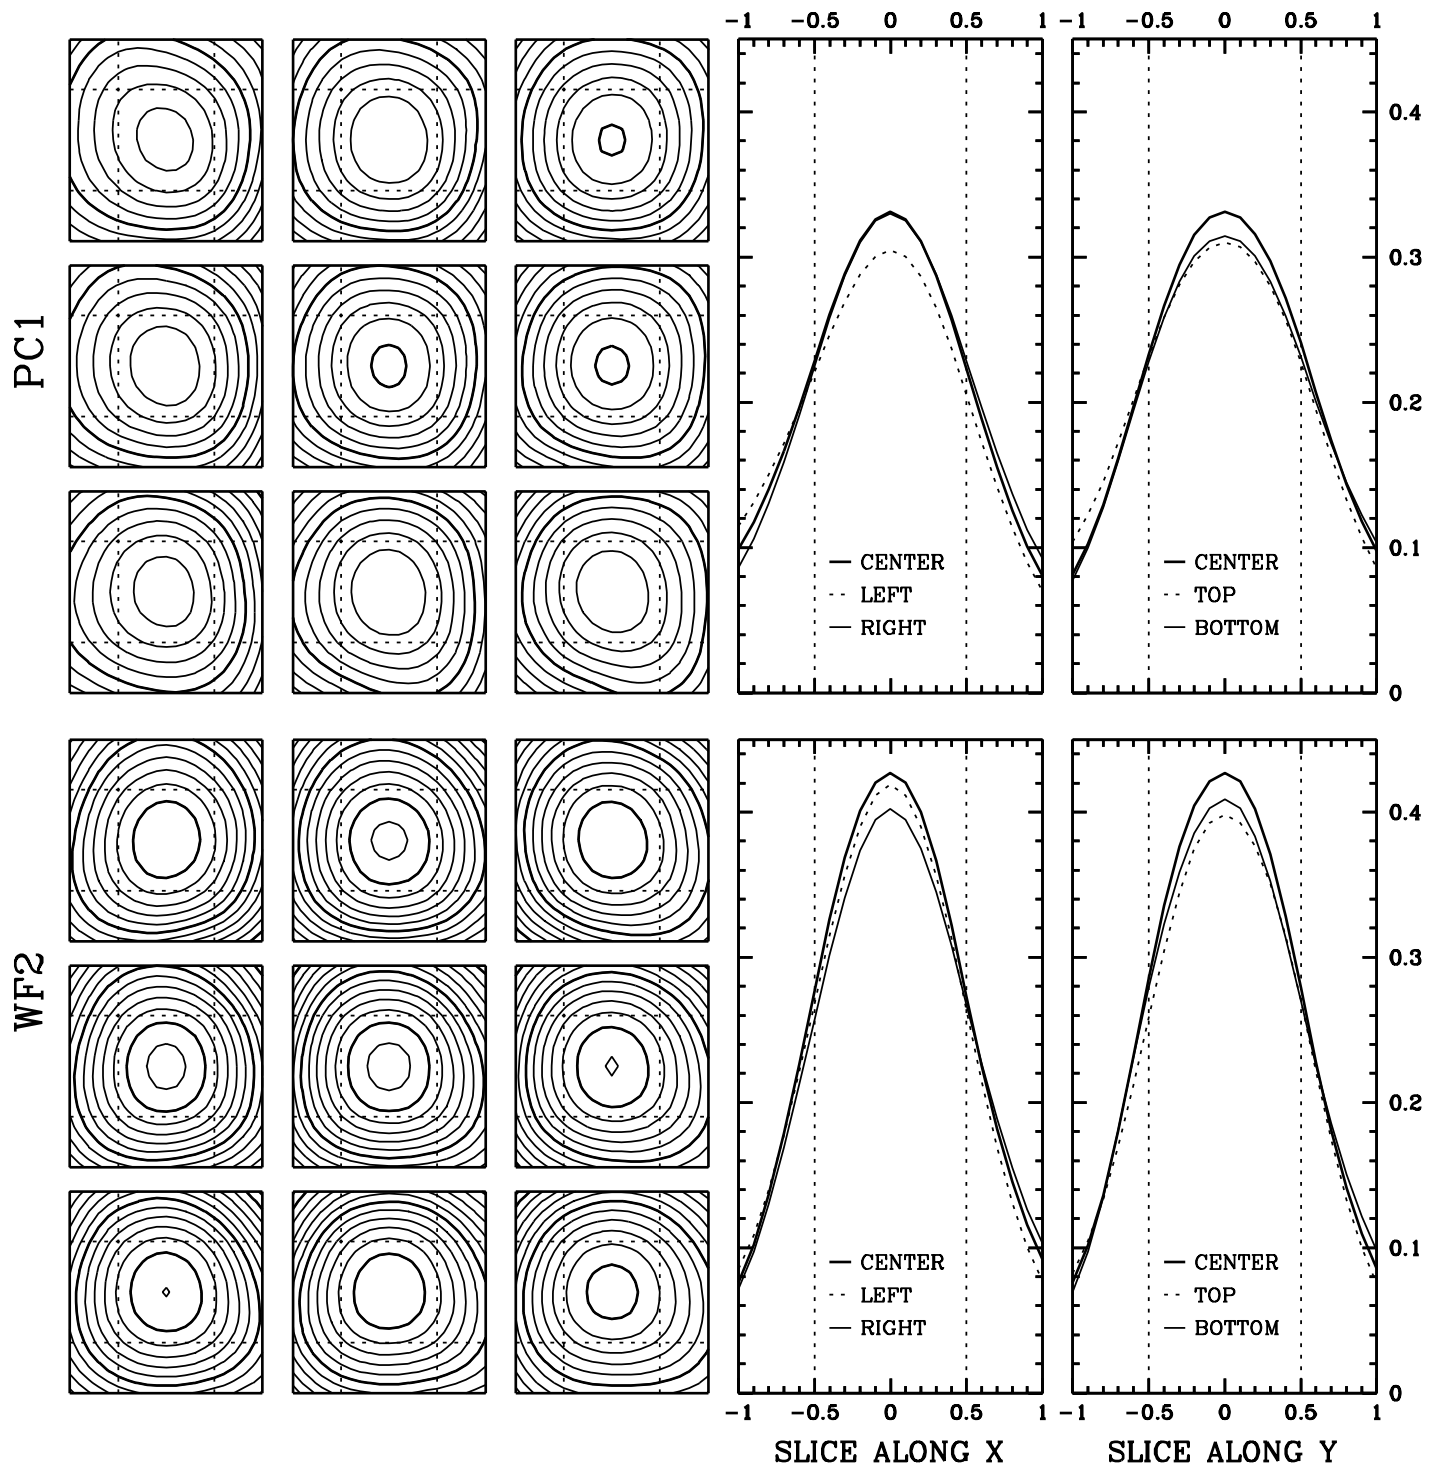 -1 -0.5 0 0.5 1 -1 -0.5 0 0.5 1
0.4
0.3
PC1
0.2
0.1
CENTER CENTER
LEFT TOP
RIGHT BOTTOM
0
0.4
0.3
WF2
0.2
0.1
CENTER CENTER
LEFT TOP
RIGHT BOTTOM
0
-1 -0.5 0 0.5 1 -1 -0.5 0 0.5 1
SLICE ALONG X SLICE ALONG Y